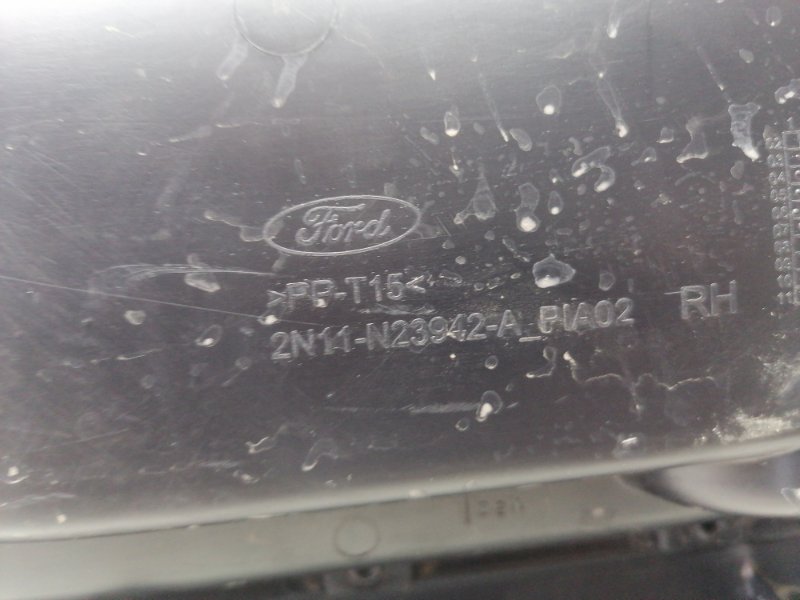 Ford
>PP-T15<
2N11-N23942-A_PIA02
RH